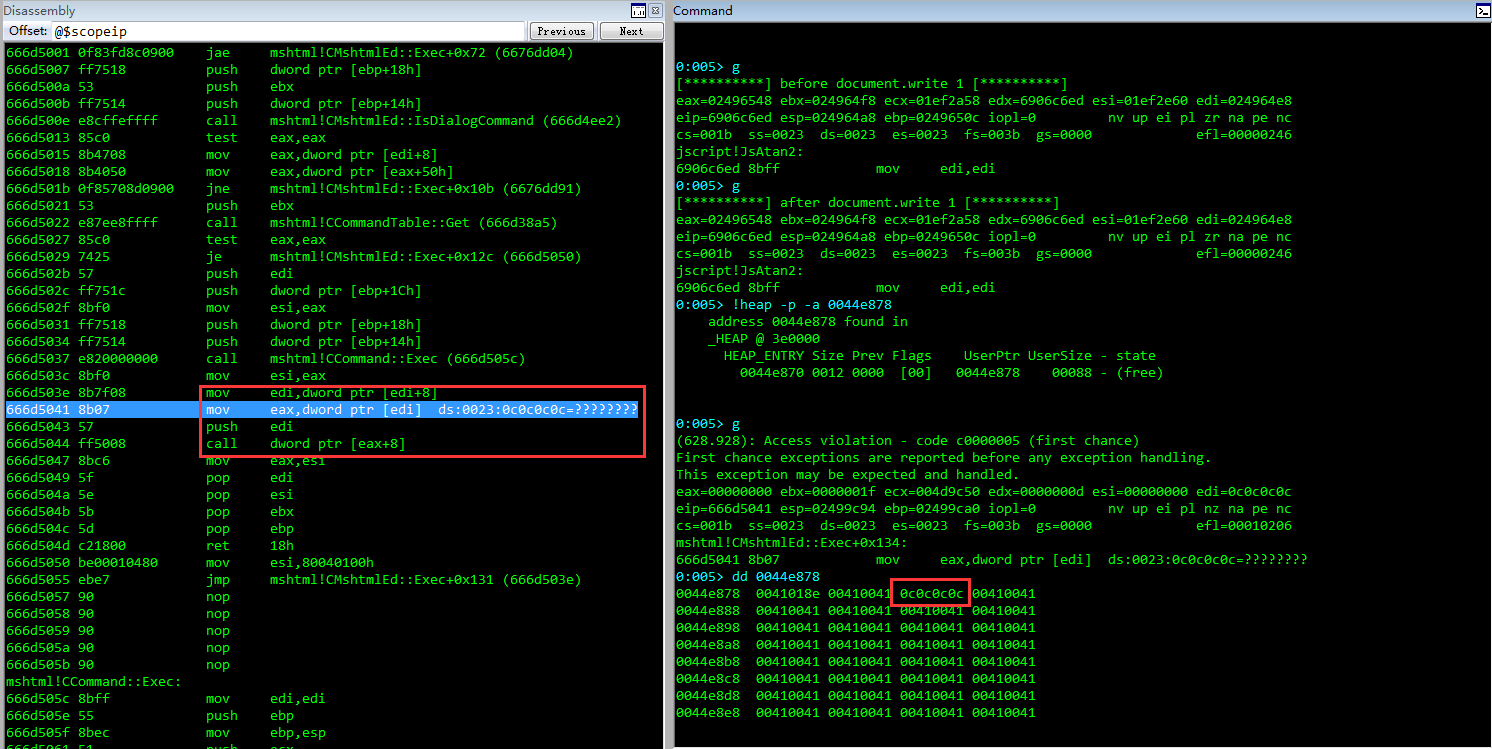 Disassembly
Offset: @$scopeip Previous Next
666d5001 0f83fd8c0900 jae mshtml!CMshtmlEd::Exec+0x72 (6676dd04)
666d5007 ff7518 push dword ptr [ebp+18h]
666d500a 53 push ebx
666d500b ff7514 push dword ptr [ebp+14h]
666d500e e8cffeffff call mshtml!CMshtmlEd::IsDialogCommand (666d4ee2)
666d5013 85c0 test eax,eax
666d5015 8b4708 mov eax,dword ptr [edi+8]
666d5018 8b4050 mov eax,dword ptr [eax+50h]
666d501b 0f85708d0900 jne mshtml!CMshtmlEd::Exec+0x10b (6676dd91)
666d5021 53 push ebx
666d5022 e87ee8ffff call mshtml!CCommandTable::Get (666d38a5)
666d5027 85c0 test eax,eax
666d5029 7425 je mshtml!CMshtmlEd::Exec+0x12c (666d5050)
666d502b 57 push edi
666d502c ff751c push dword ptr [ebp+1Ch]
666d502f 8bf0 mov esi,eax
666d5031 ff7518 push dword ptr [ebp+18h]
666d5034 ff7514 push dword ptr [ebp+14h]
666d5037 e820000000 call mshtml!CCommand::Exec (666d505c)
666d503c 8bf0 mov esi,eax
666d503e 8b7f08 mov edi,dword ptr [edi+8]
666d5041 8b07 mov eax,dword ptr [edi] ds:0023:0c0c0c0c=????????
666d5043 57 push edi
666d5044 ff5008 call dword ptr [eax+8]
666d5047 8bc6 mov eax,esi
666d5049 5f pop edi
666d504a 5e pop esi
666d504b 5b pop ebx
666d504c 5d pop ebp
666d504d c21800 ret 18h
666d5050 be00010480 mov esi,80040100h
666d5055 ebe7 jmp mshtml!CMshtmlEd::Exec+0x131 (666d503e)
666d5057 90 nop
666d5058 90 nop
666d5059 90 nop
666d505a 90 nop
666d505b 90 nop
mshtml!CCommand::Exec:
666d505c 8bff mov edi,edi
666d505e 55 push ebp
666d505f 8bec mov ebp,esp
666d5061 51 push ecx
Command
0:005> g
[**********] before document.write 1 [**********]
eax=02496548 ebx=024964f8 ecx=01ef2a58 edx=6906c6ed esi=01ef2e60 edi=024964e8
eip=6906c6ed esp=024964a8 ebp=0249650c iopl=0 nv up ei pl zr na pe nc
cs=001b ss=0023 ds=0023 es=0023 fs=003b gs=0000 efl=00000246
jscript!JsAtan2:
6906c6ed 8bff mov edi,edi
0:005> g
[**********] after document.write 1 [**********]
eax=02496548 ebx=024964f8 ecx=01ef2a58 edx=6906c6ed esi=01ef2e60 edi=024964e8
eip=6906c6ed esp=024964a8 ebp=0249650c iopl=0 nv up ei pl zr na pe nc
cs=001b ss=0023 ds=0023 es=0023 fs=003b gs=0000 efl=00000246
jscript!JsAtan2:
6906c6ed 8bff mov edi,edi
0:005> !heap -p -a 0044e878
address 0044e878 found in
_HEAP @ 3e0000
HEAP_ENTRY Size Prev Flags UserPtr UserSize - state
0044e870 0012 0000 [00] 0044e878 00088 - (free)
0:005> g
(628.928): Access violation - code c0000005 (first chance)
First chance exceptions are reported before any exception handling.
This exception may be expected and handled.
eax=00000000 ebx=0000001f ecx=004d9c50 edx=0000000d esi=00000000 edi=0c0c0c0c
eip=666d5041 esp=02499c94 ebp=02499ca0 iopl=0 nv up ei pl nz na pe nc
cs=001b ss=0023 ds=0023 es=0023 fs=003b gs=0000 efl=00010206
mshtml!CMshtmlEd::Exec+0x134:
666d5041 8b07 mov eax,dword ptr [edi] ds:0023:0c0c0c0c=????????
0:005> dd 0044e878
0044e878 0041018e 00410041 0c0c0c0c 00410041
0044e888 00410041 00410041 00410041 00410041
0044e898 00410041 00410041 00410041 00410041
0044e8a8 00410041 00410041 00410041 00410041
0044e8b8 00410041 00410041 00410041 00410041
0044e8c8 00410041 00410041 00410041 00410041
0044e8d8 00410041 00410041 00410041 00410041
0044e8e8 00410041 00410041 00410041 00410041